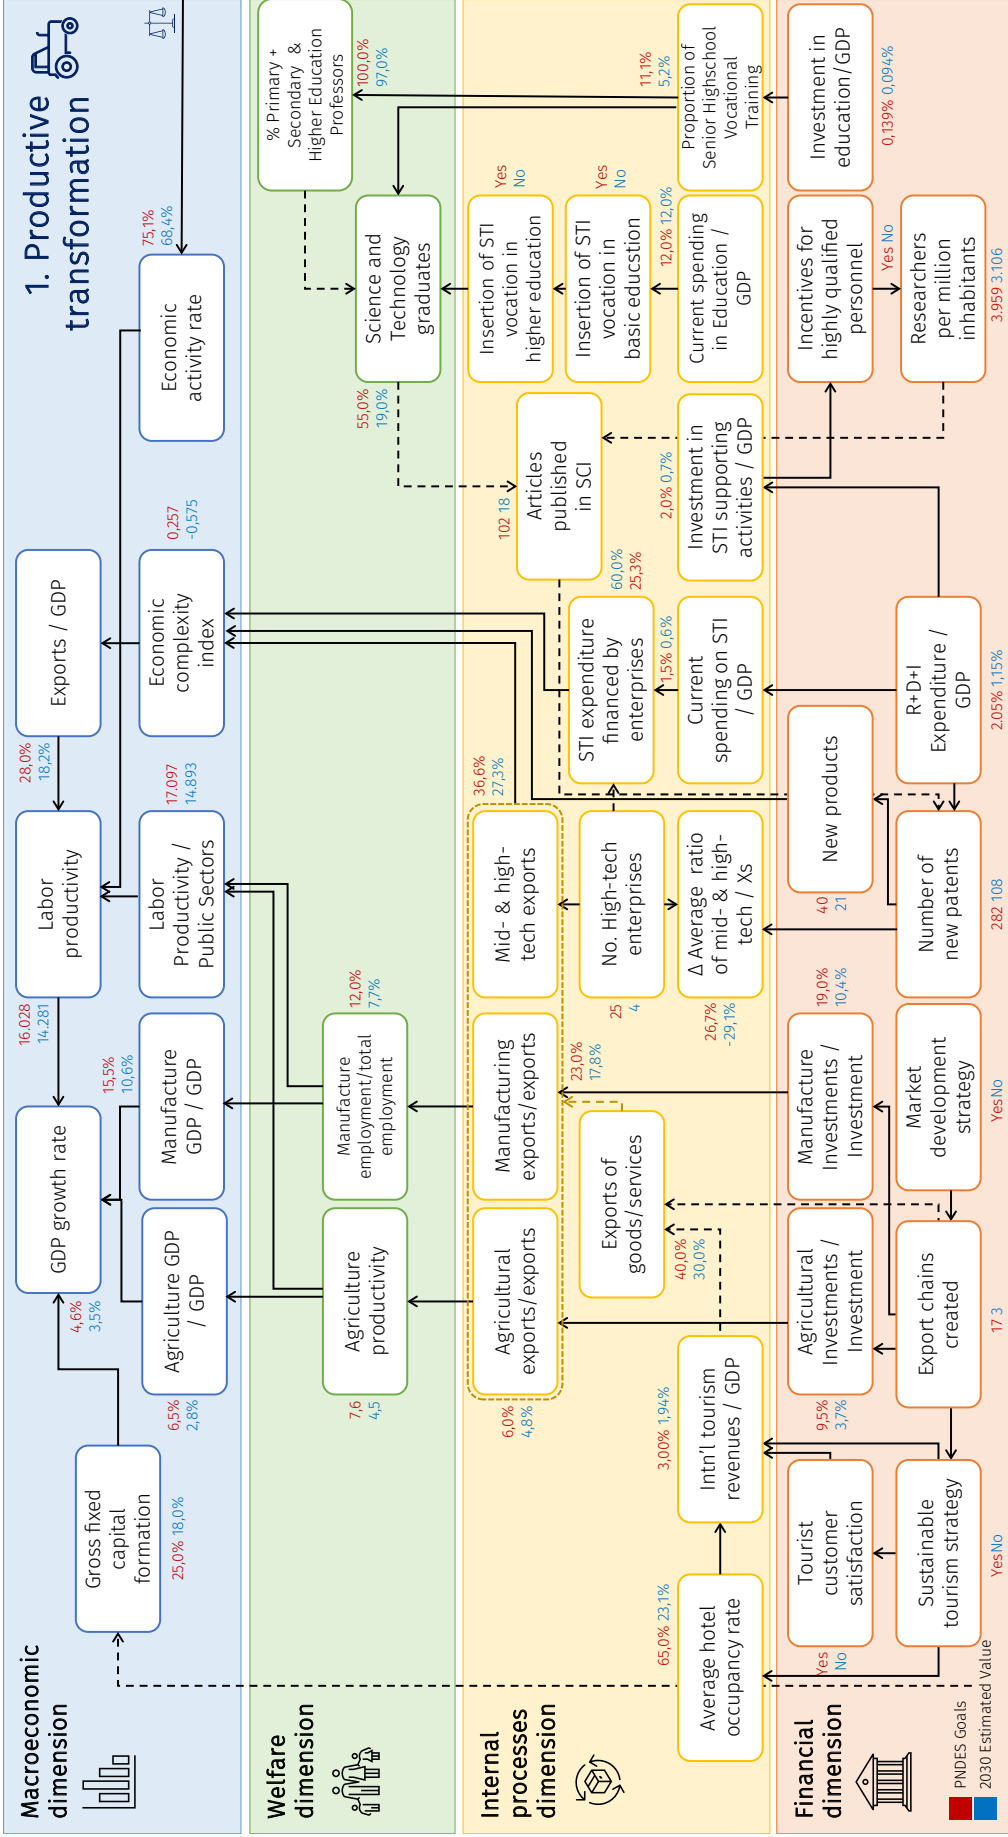 1. Productive
transformation
Macroeconomic
dimension
Gross fixed
capital
formation
25,0% 18,0%
GDP growth rate
4,6%
3,5%
Agriculture GDP
/ GDP
6,5%
2,8%
Manufacture
GDP / GDP
15,5%
10,6%
Labor
productivity
16.028
14.281
Labor
Productivity /
Public Sectors
17.097
14.893
Exports / GDP
28,0%
18,2%
Economic
complexity
index
0,257
-0,575
Economic
activity rate
75,1%
68,4%
Welfare
dimension
Agriculture
productivity
7,6
4,5
Manufacture
employment/total
employment
12,0%
7,7%
Science and
Technology
graduates
55,0%
19,0%
% Primary +
Secondary &
Higher Education
Professors
100,0%
97,0%
Internal
processes
dimension
Average hotel
occupancy rate
65,0% 23,1%
Intn'l tourism
revenues / GDP
3,00% 1,94%
Agricultural
exports/exports
6,0%
4,8%
Manufacturing
exports/exports
23,0%
17,8%
Exports of
goods/services
40,0%
30,0%
Mid- & high-
tech exports
36,6%
27,3%
No. High-tech
enterprises
25
4
Δ Average ratio
of mid- & high-
tech / Xs
26,7%
-29,1%
STI expenditure
financed by
enterprises
60,0%
25,3%
Current
spending on STI
/ GDP
1,5% 0,6%
Articles
published
in SCI
102 18
Investment in
STI supporting
activities / GDP
2,0% 0,7%
Insertion of STI
vocation in
higher education
Yes
No
Insertion of STI
vocation in
basic educstion
Yes
No
Current spending
in Education /
GDP
12,0% 12,0%
Proportion of
Senior Highschool
Vocational
Training
11,1%
5,2%
Financial
dimension
Tourist
customer
satisfaction
Yes
No
Sustainable
tourism strategy
YesNo
Agricultural
Investments /
Investment
9,5%
3,7%
Export chains
created
17 3
Manufacture
Investments /
Investment
19,0%
10,4%
Market
development
strategy
YesNo
New products
40
21
Number of
new patents
282 108
R+D+I
Expenditure /
GDP
2.05% 1,15%
Incentives for
highly qualified
personnel
Yes No
Researchers
per million
inhabitants
3.959 3.106
Investment in
education/GDP
0,139% 0,094%
PNDES Goals
2030 Estimated Value